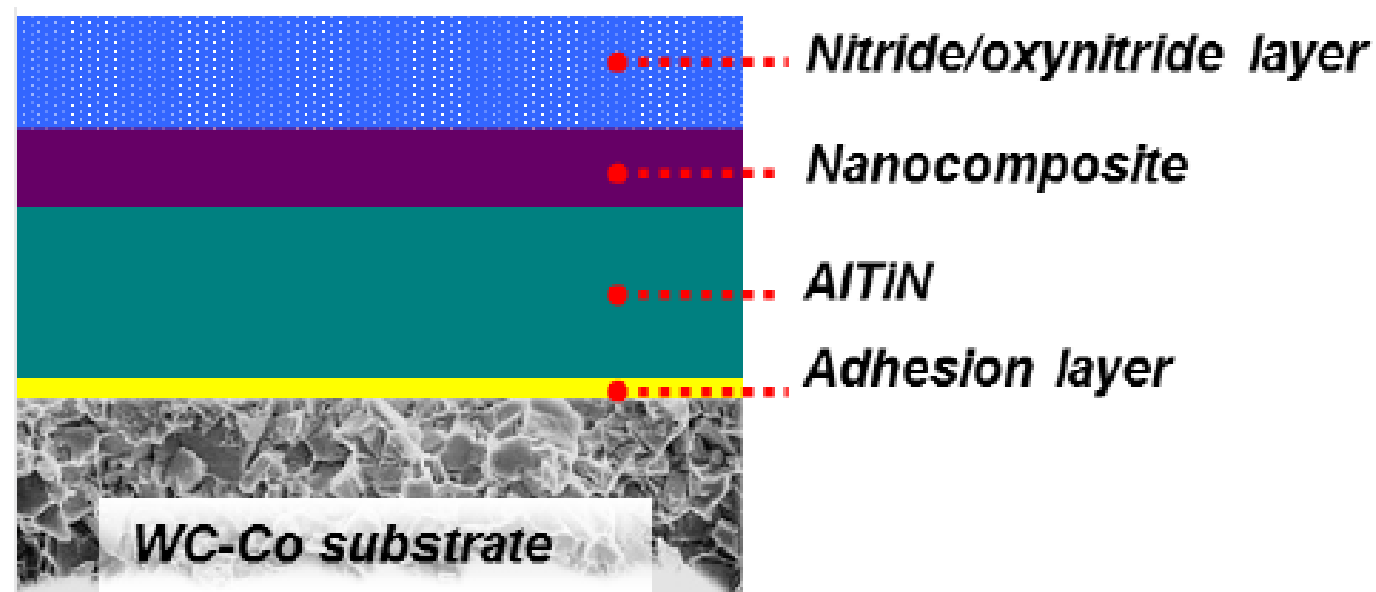 Nitride/oxynitride layer
Nanocomposite
AlTiN
Adhesion layer
WC-Co substrate